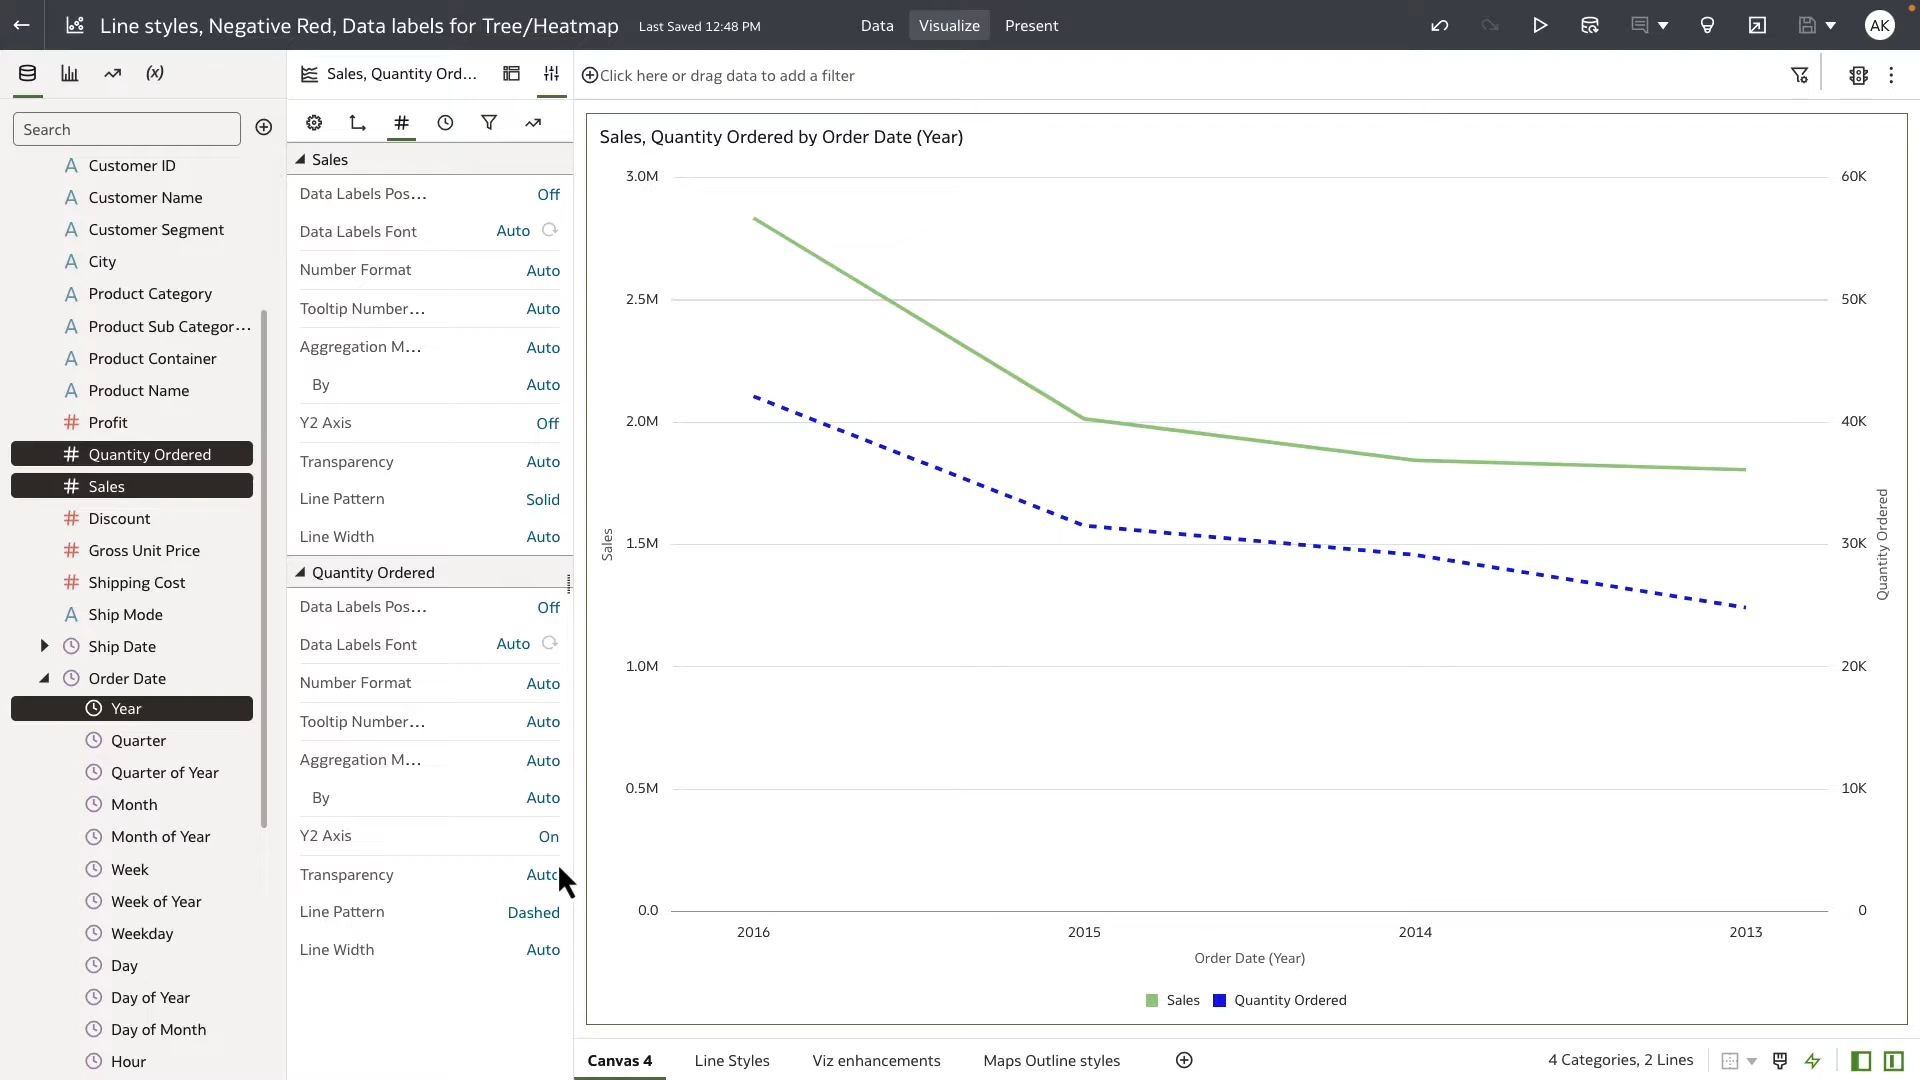 Line styles, Negative Red, Data labels for Tree/Heatmap
Last Saved 12:48 PM
Data
Visualize
Present
AK
(x)
Sales, Quantity Ord...
Click here or drag data to add a filter
Search
Customer ID
Customer Name
Customer Segment
City
Product Category
Product Sub Categor...
Product Container
Product Name
Profit
Quantity Ordered
Sales
Discount
Gross Unit Price
Shipping Cost
Ship Mode
Ship Date
Order Date
Year
Quarter
Quarter of Year
Month
Month of Year
Week
Week of Year
Weekday
Day
Day of Year
Day of Month
Hour
Sales
Data Labels Pos... Off
Data Labels Font Auto
Number Format Auto
Tooltip Number... Auto
Aggregation M... Auto
By Auto
Y2 Axis Off
Transparency Auto
Line Pattern Solid
Line Width Auto
Quantity Ordered
Data Labels Pos... Off
Data Labels Font Auto
Number Format Auto
Tooltip Number... Auto
Aggregation M... Auto
By Auto
Y2 Axis On
Transparency Auto
Line Pattern Dashed
Line Width Auto
Sales, Quantity Ordered by Order Date (Year)
3.0M 60K
2.5M 50K
2.0M 40K
1.5M 30K
1.0M 20K
0.5M 10K
0.0 0
Sales
Quantity Ordered
2016 2015 2014 2013
Order Date (Year)
Sales Quantity Ordered
Canvas 4
Line Styles
Viz enhancements
Maps Outline styles
4 Categories, 2 Lines